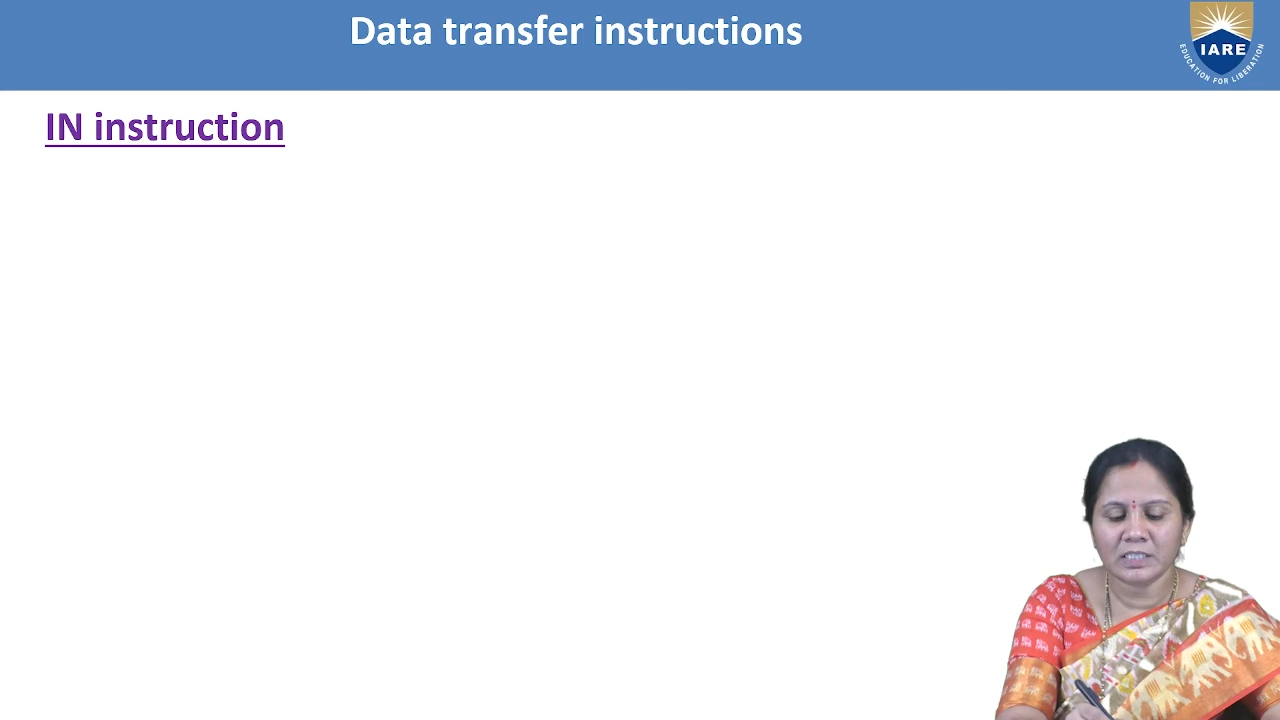 Data transfer instructions
IARE
EDUCATION FOR LIBERATION
IN instruction